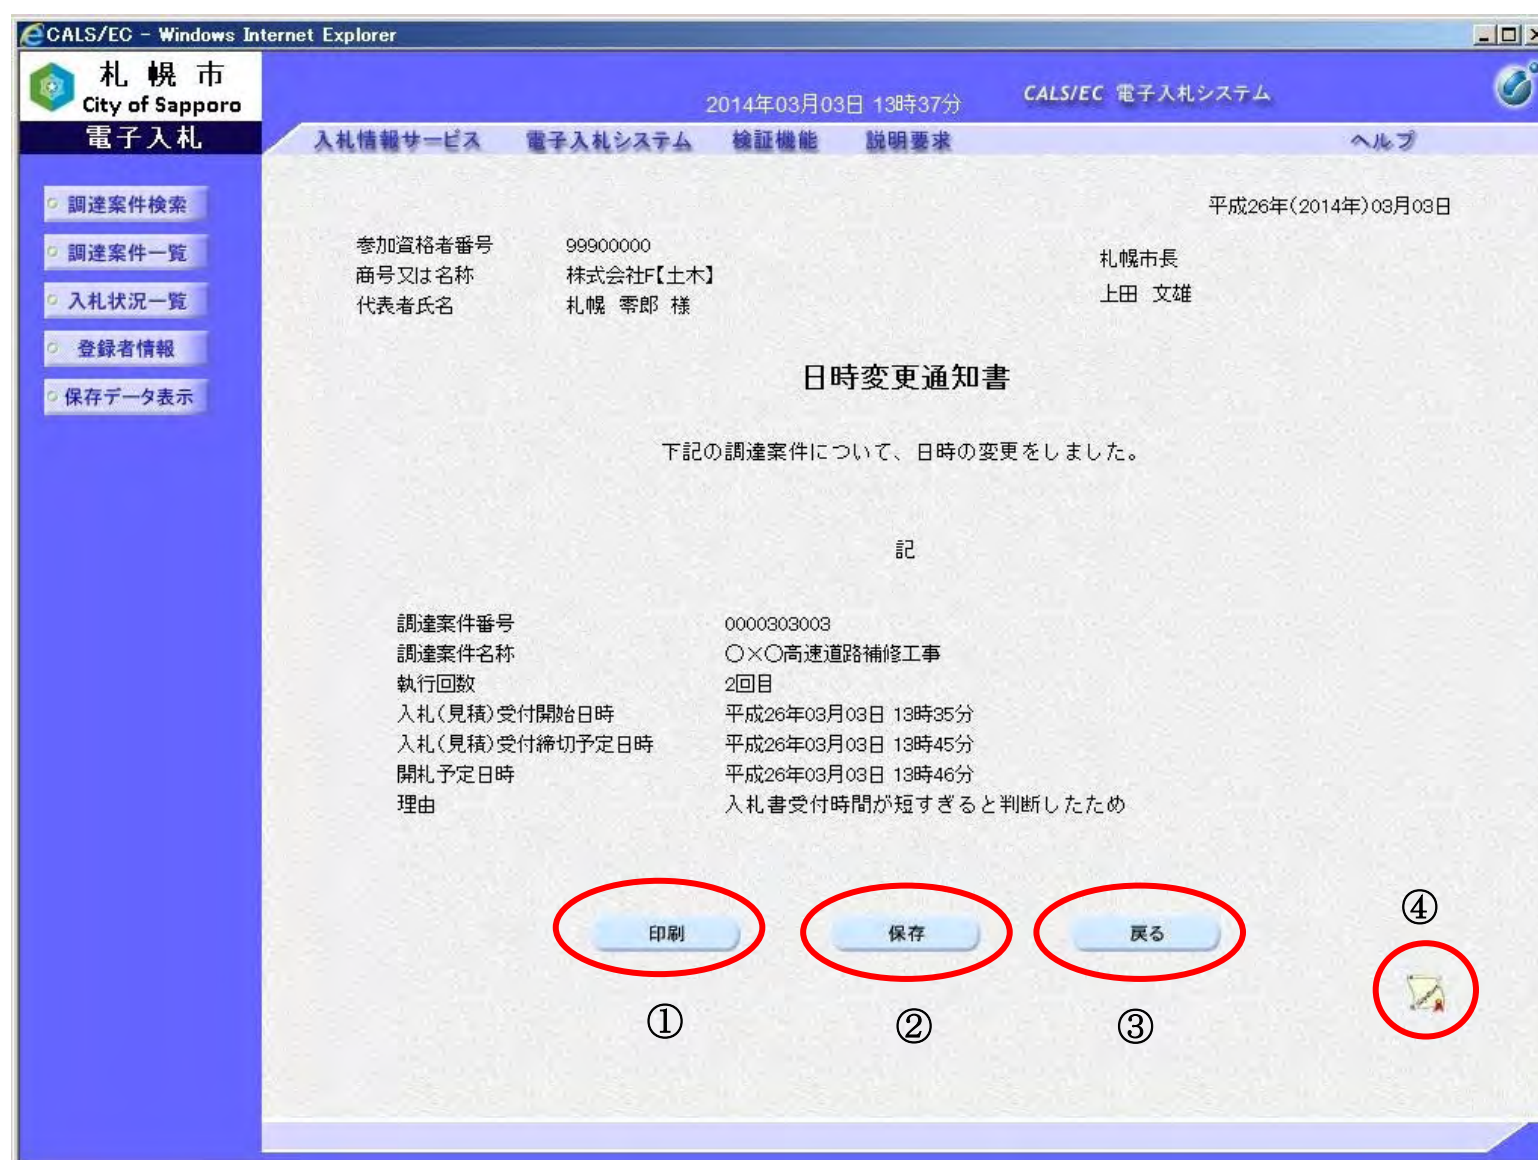 CALS/EC - Windows Internet Explorer
札幌市
City of Sapporo
2014年03月03日 13時37分
CALS/EC 電子入札システム
電子入札
入札情報サービス 電子入札システム 検証機能 説明要求 ヘルプ
調達案件検索
調達案件一覧
入札状況一覧
登録者情報
保存データ表示
平成26年(2014年)03月03日
参加資格者番号 99900000
商号又は名称 株式会社F【土木】
代表者氏名 札幌 零郎 様
札幌市長
上田 文雄
日時変更通知書
下記の調達案件について、日時の変更をしました。
記
調達案件番号 0000303003
調達案件名称 〇×〇高速道路補修工事
執行回数 2回目
入札(見積)受付開始日時 平成26年03月03日 13時35分
入札(見積)受付締切予定日時 平成26年03月03日 13時45分
開札予定日時 平成26年03月03日 13時46分
理由 入札書受付時間が短すぎると判断したため
印刷 保存 戻る
④
① ② ③